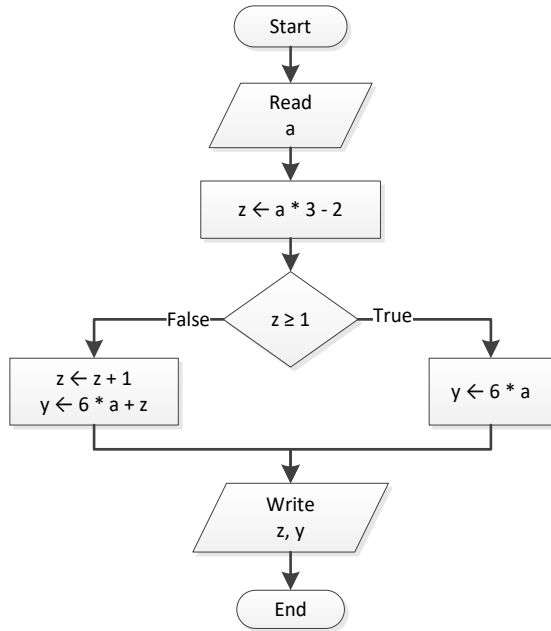 Start
Read
a
z ← a * 3 - 2
z ≥ 1
False
True
z ← z + 1
y ← 6 * a + z
y ← 6 * a
Write
z, y
End